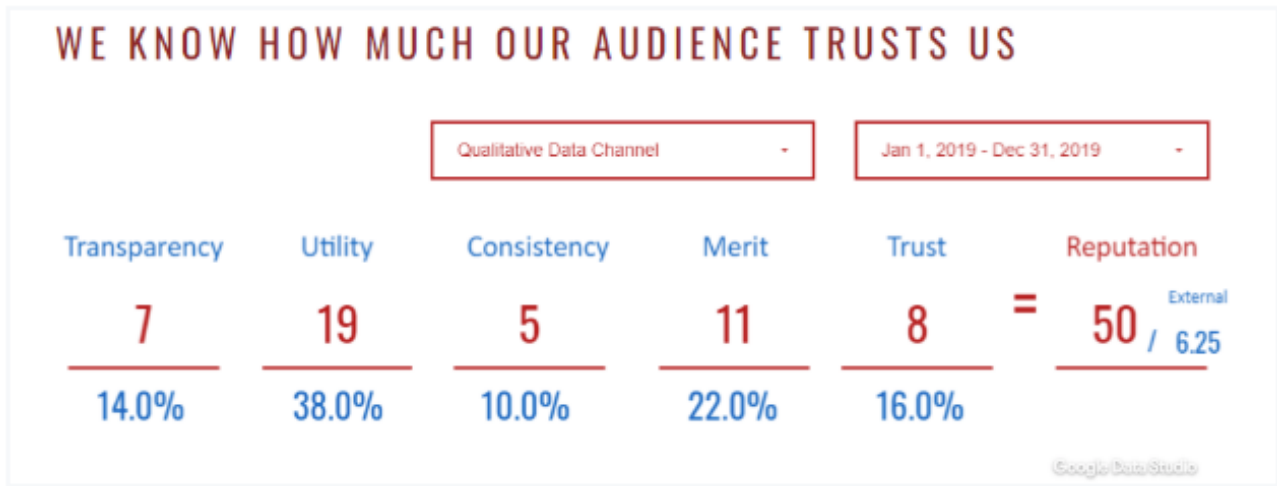 WE KNOW HOW MUCH OUR AUDIENCE TRUSTS US
Qualitative Data Channel
Jan 1, 2019 - Dec 31, 2019
Transparency Utility Consistency Merit Trust Reputation
7 19 5 11 8 = 50 / External 6.25
14.0% 38.0% 10.0% 22.0% 16.0%
Google Data Studio